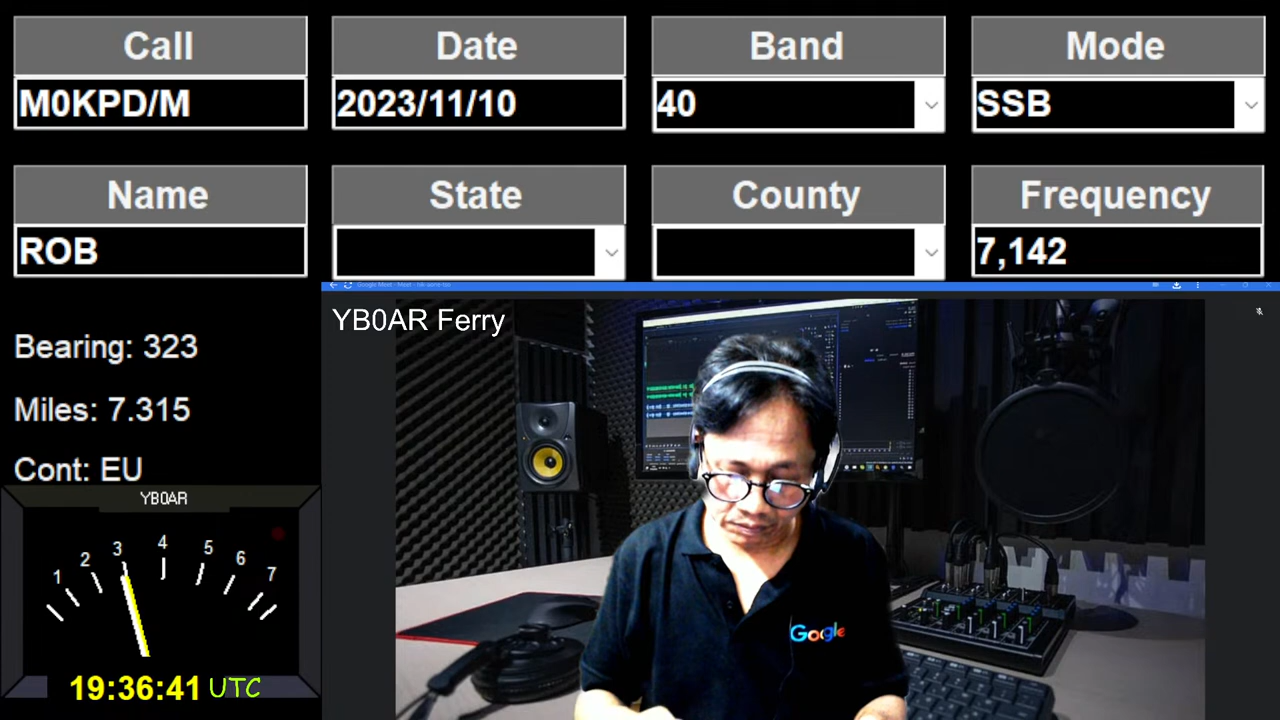 Call
Date
Band
Mode
M0KPD/M
2023/11/10
40
SSB
Name
State
County
Frequency
ROB
7,142
Bearing: 323
Miles: 7.315
Cont: EU
YB0AR Ferry
Google
YB0AR
1 2 3 4 5 6 7
19:36:41 UTC